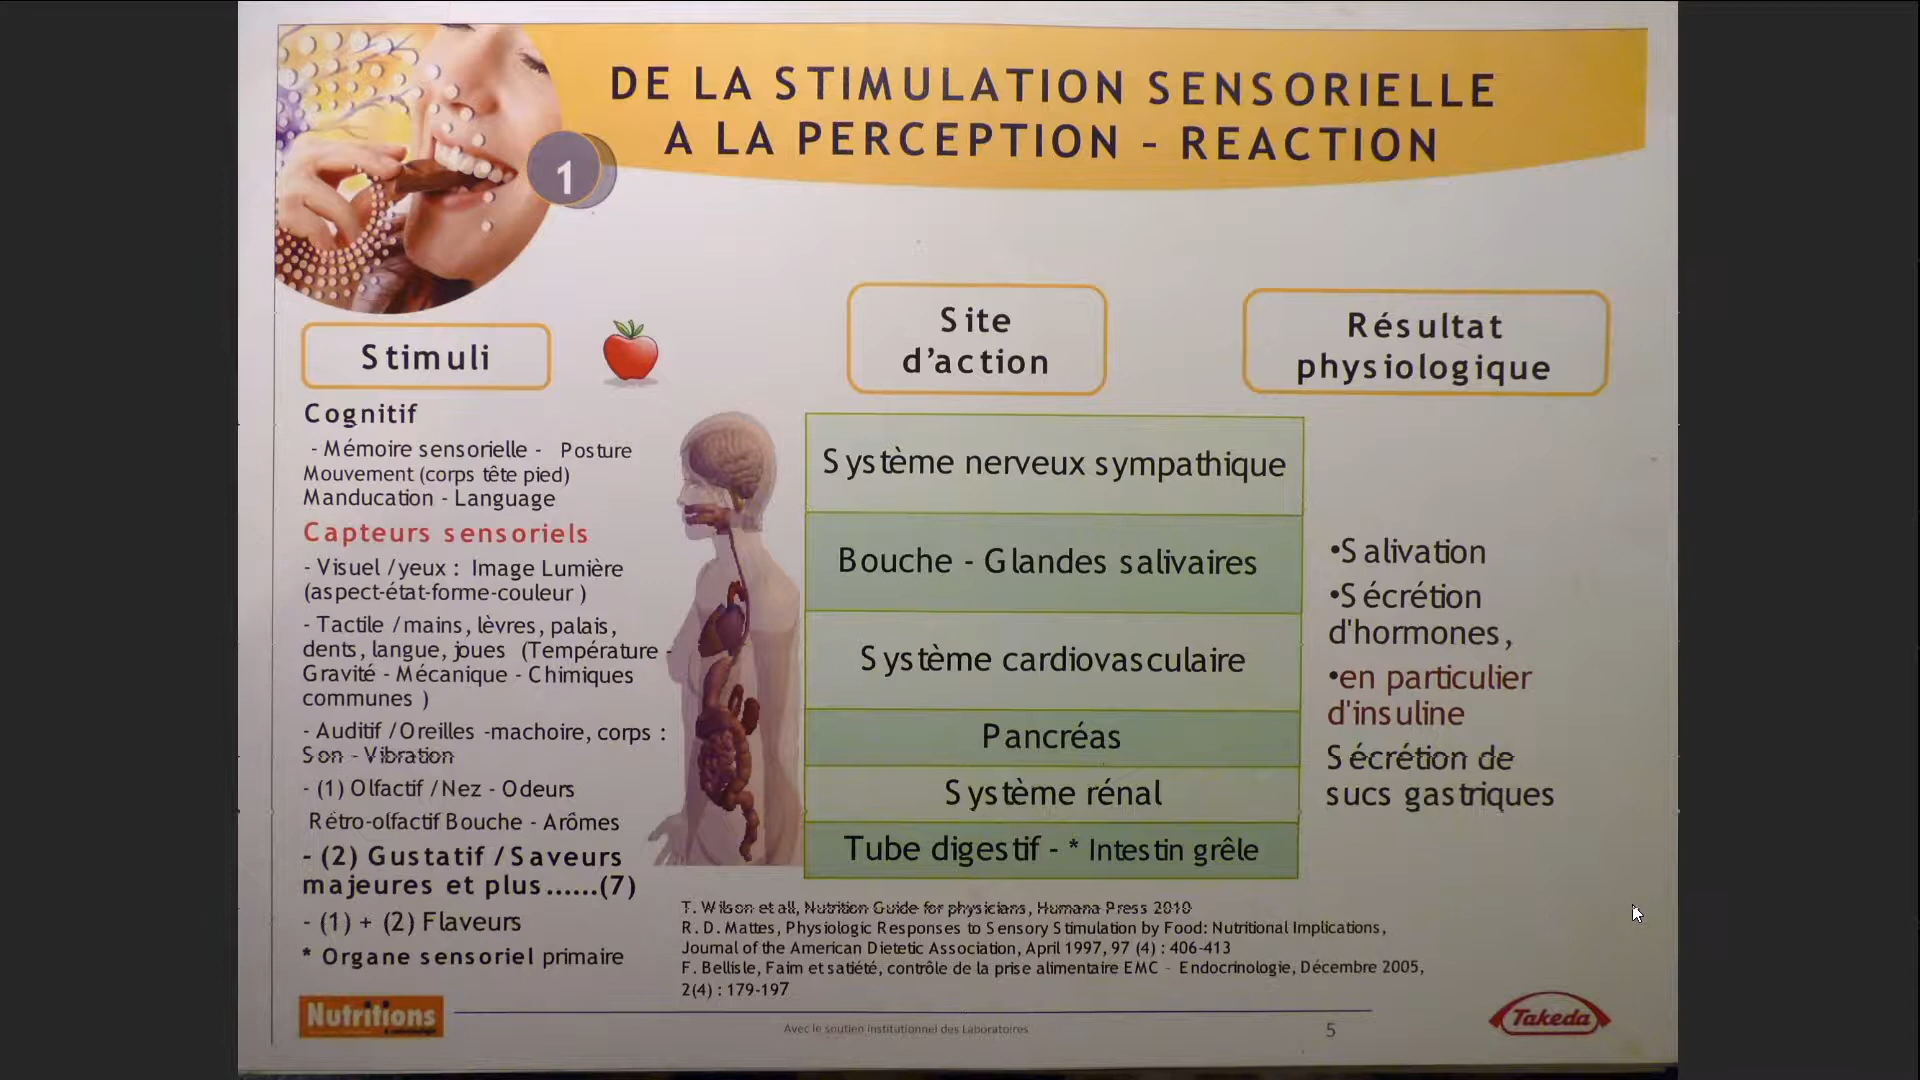 DE LA STIMULATION SENSORIELLE
A LA PERCEPTION - REACTION
1
Stimuli
Site
d’action
Résultat
physiologique
Cognitif
- Mémoire sensorielle - Posture
Mouvement (corps tête pied)
Manducation - Language
Capteurs sensoriels
- Visuel /yeux : Image Lumière
(aspect-état-forme-couleur )
- Tactile /mains, lèvres, palais,
dents, langue, joues (Température -
Gravité - Mécanique - Chimiques
communes )
- Auditif /Oreilles -machoire, corps :
Son - Vibration
- (1) Olfactif /Nez - Odeurs
Rétro-olfactif Bouche - Arômes
- (2) Gustatif /Saveurs
majeures et plus......(7)
- (1) + (2) Flaveurs
* Organe sensoriel primaire
Système nerveux sympathique
Bouche - Glandes salivaires
Système cardiovasculaire
Pancréas
Système rénal
Tube digestif - * Intestin grêle
•Salivation
•Sécrétion
d'hormones,
•en particulier
d'insuline
Sécrétion de
sucs gastriques
T. Wilson et all, Nutrition Guide for physicians, Humana Press 2010
R. D. Mattes, Physiologic Responses to Sensory Stimulation by Food: Nutritional Implications,
Journal of the American Dietetic Association, April 1997, 97 (4) : 406-413
F. Bellisle, Faim et satiété, contrôle de la prise alimentaire EMC - Endocrinologie, Décembre 2005,
2(4) : 179-197
Nutritions
Avec le soutien institutionnel des Laboratoires
5
Takeda